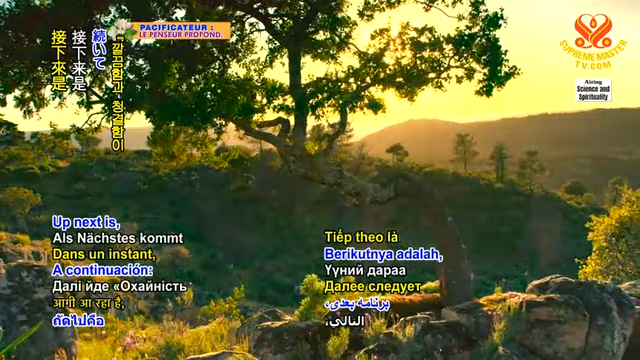 PACIFICATEUR :
LE PENSEUR PROFOND.
SUPREME MASTER
TV.COM
Airing
Science and
Spirituality
接下來是
接下来是
続いて
“깔끔함과 청결함이
Up next is,
Als Nächstes kommt
Dans un instant,
A continuación:
Далі йде «Охайність
आगे आ रहा है,
ถัดไปคือ
Tiếp theo là
Berikutnya adalah,
Үүний дараа
Далее следует
برنامه بعدی،
التالي،